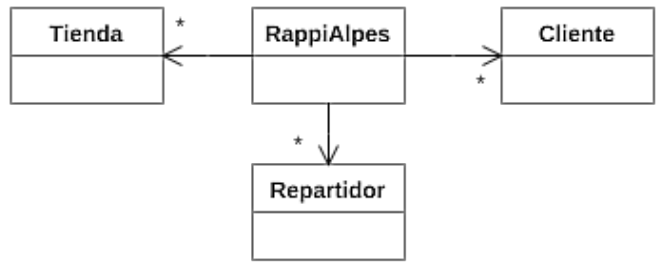 Tienda
*
RappiAlpes
Cliente
*
*
Repartidor